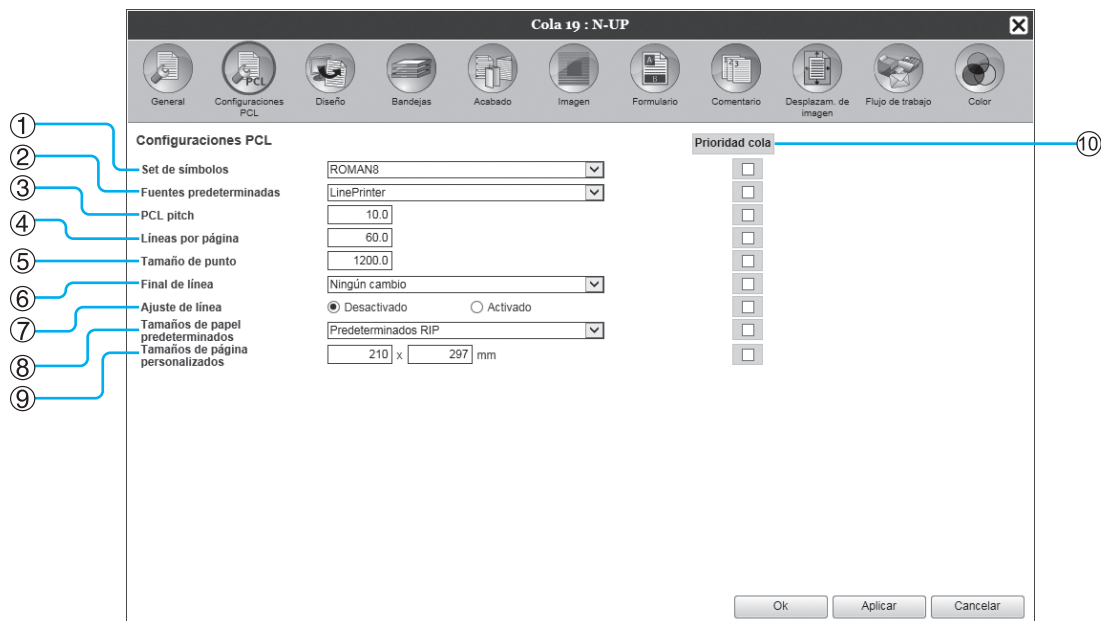 Cola 19 : N-UP
PCL
A
B
123
General
Configuraciones PCL
Diseño
Bandejas
Acabado
Imagen
Formulario
Comentario
Desplazam. de imagen
Flujo de trabajo
Color
Configuraciones PCL
Prioridad cola
10
1
Set de símbolos
ROMAN8
2
Fuentes predeterminadas
LinePrinter
3
PCL pitch
10.0
4
Líneas por página
60.0
5
Tamaño de punto
1200.0
6
Final de línea
Ningún cambio
7
Ajuste de línea
Desactivado
Activado
8
Tamaños de papel predeterminados
Predeterminados RIP
9
Tamaños de página personalizados
210 x 297 mm
Ok
Aplicar
Cancelar